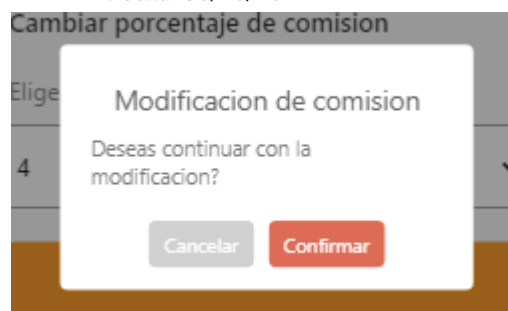 Cambiar porcentaje de comision
Elige
Modificacion de comision
Deseas continuar con la
modificacion?
4
Cancelar Confirmar